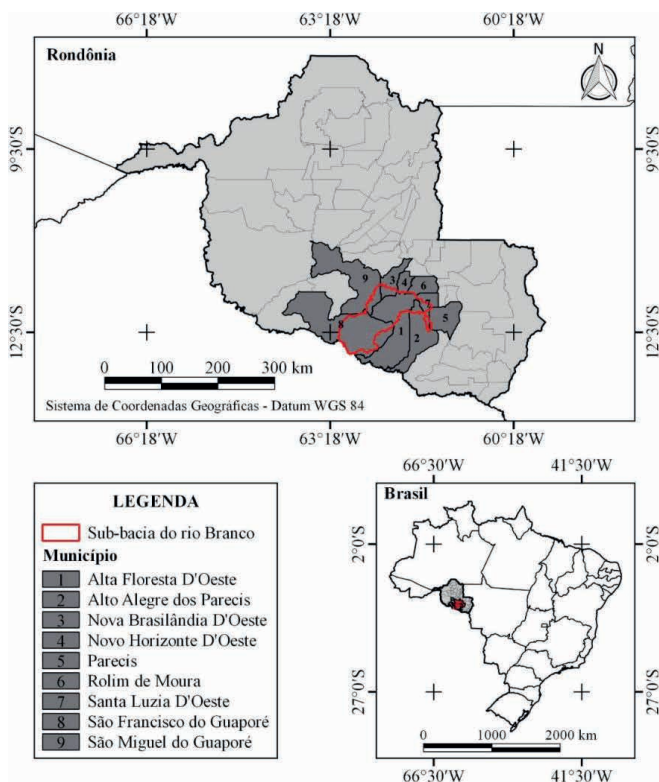 66°18'W 63°18'W 60°18'W
Rondônia
N
9°30'S 9°30'S
9 3 4 6
7
8 1 2 5
12°30'S 12°30'S
0 100 200 300 km
Sistema de Coordenadas Geográficas - Datum WGS 84
66°18'W 63°18'W 60°18'W
LEGENDA
Sub-bacia do rio Branco
Município
1 Alta Floresta D'Oeste
2 Alto Alegre dos Parecis
3 Nova Brasilândia D'Oeste
4 Novo Horizonte D'Oeste
5 Parecis
6 Rolim de Moura
7 Santa Luzia D'Oeste
8 São Francisco do Guaporé
9 São Miguel do Guaporé
66°30'W 41°30'W
Brasil
2°0'S 2°0'S
27°0'S 27°0'S
0 1000 2000 km
66°30'W 41°30'W